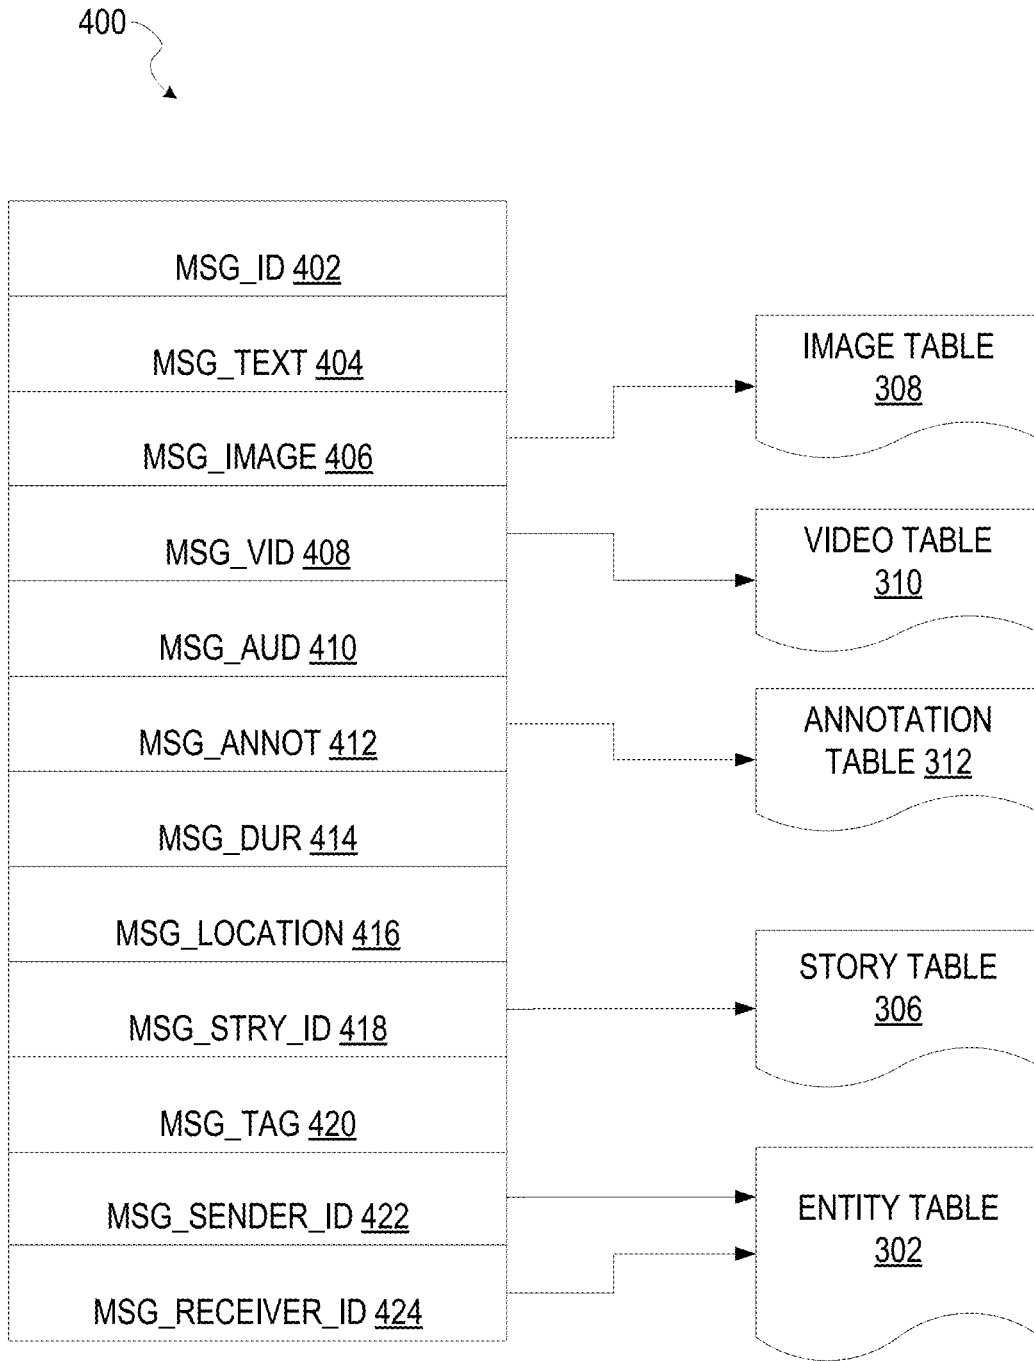 400
MSG_ID 402
MSG_TEXT 404
MSG_IMAGE 406
MSG_VID 408
MSG_AUD 410
MSG_ANNOT 412
MSG_DUR 414
MSG_LOCATION 416
MSG_STRY_ID 418
MSG_TAG 420
MSG_SENDER_ID 422
MSG_RECEIVER_ID 424
IMAGE TABLE
308
VIDEO TABLE
310
ANNOTATION
TABLE 312
STORY TABLE
306
ENTITY TABLE
302